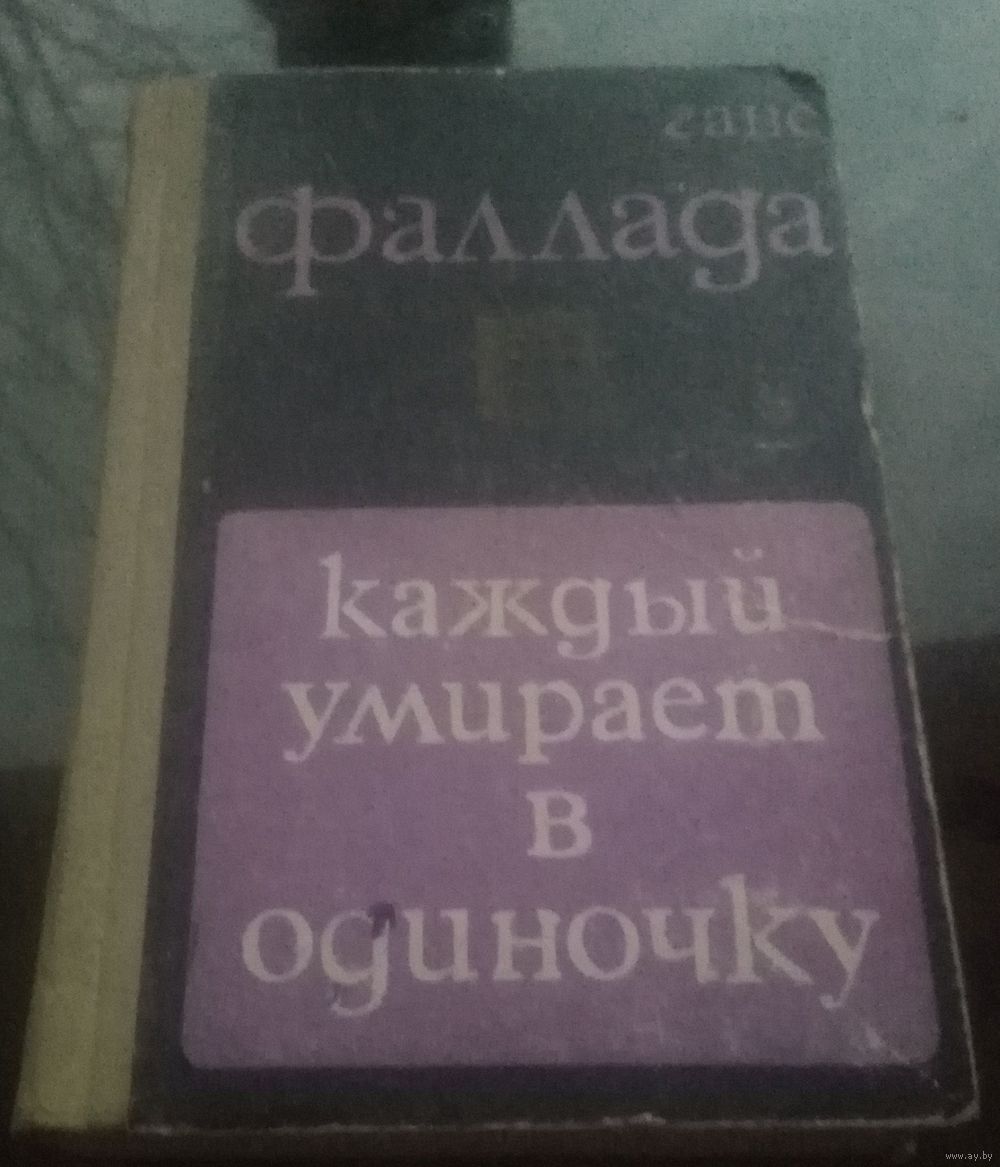 ганс
фаллада
каждый
умирает
в
одиночку
www.ay.by